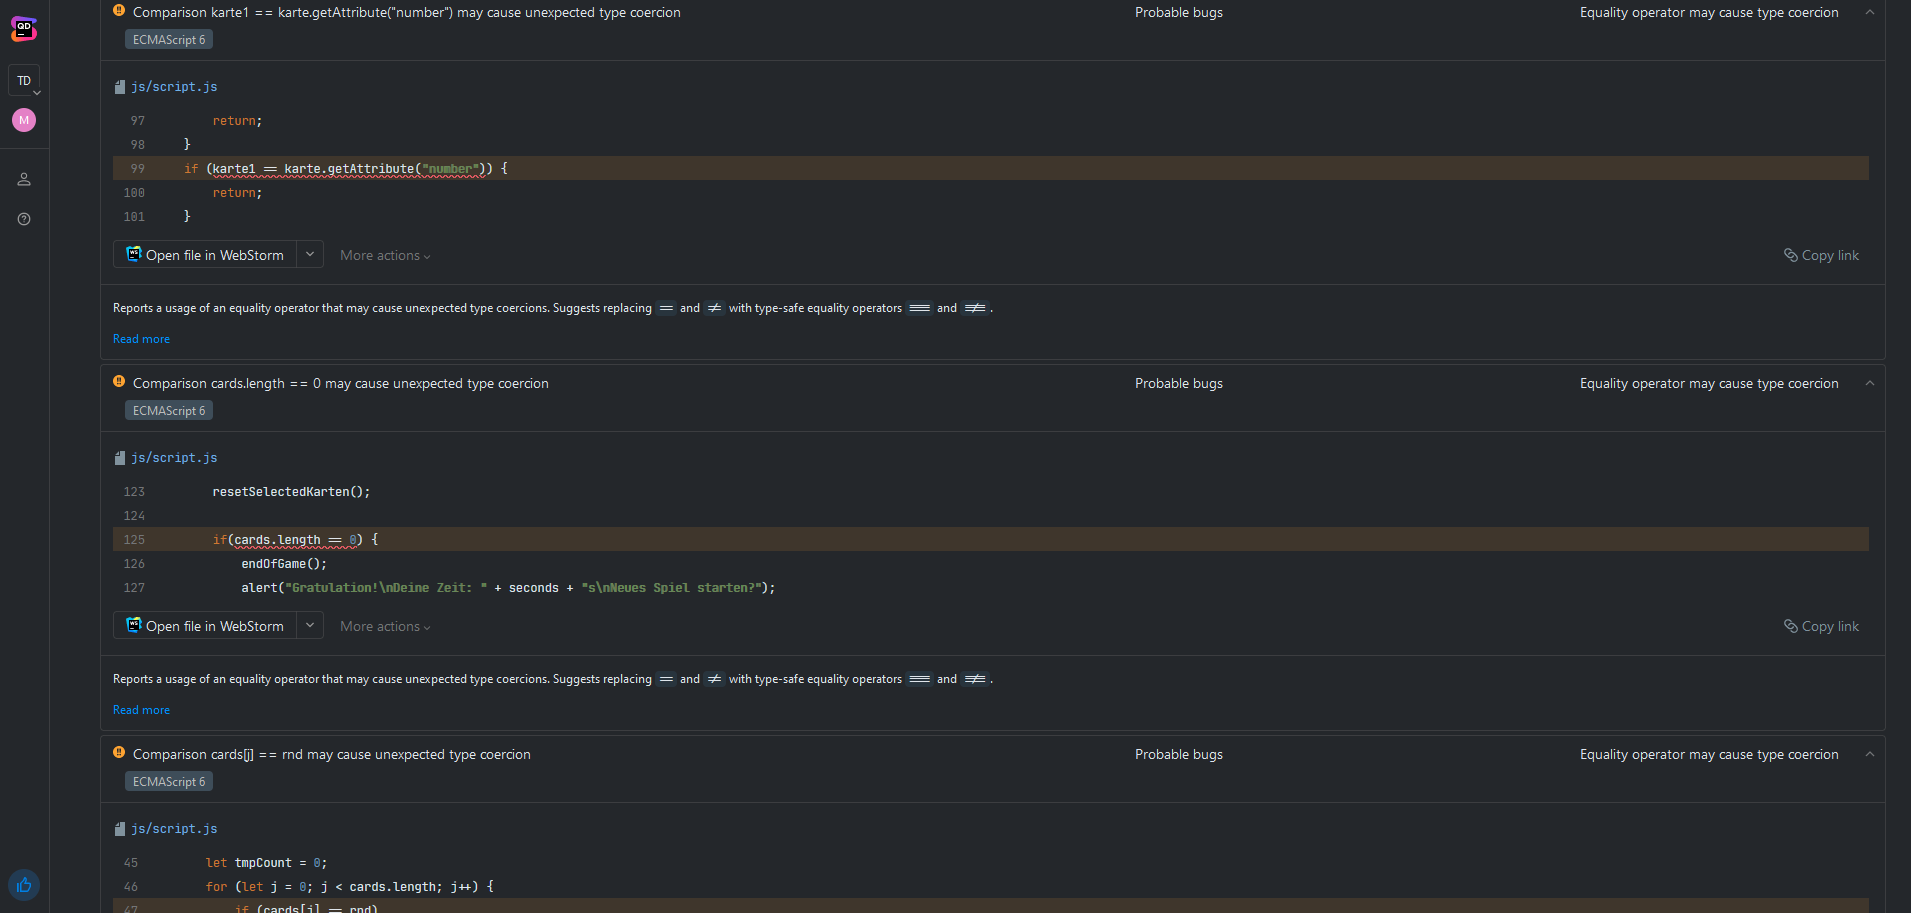 QD
TD
M
Comparison karte1 == karte.getAttribute("number") may cause unexpected type coercion Probable bugs Equality operator may cause type coercion
ECMAScript 6
js/script.js
97 return;
98 }
99 if (karte1 == karte.getAttribute("number")) {
100 return;
101 }
WS Open file in WebStorm More actions Copy link
Reports a usage of an equality operator that may cause unexpected type coercions. Suggests replacing == and != with type-safe equality operators === and !== .
Read more
Comparison cards.length == 0 may cause unexpected type coercion Probable bugs Equality operator may cause type coercion
ECMAScript 6
js/script.js
123 resetSelectedKarten();
124
125 if(cards.length == 0) {
126 endOfGame();
127 alert("Gratulation!\nDeine Zeit: " + seconds + "s\nNeues Spiel starten?");
WS Open file in WebStorm More actions Copy link
Reports a usage of an equality operator that may cause unexpected type coercions. Suggests replacing == and != with type-safe equality operators === and !== .
Read more
Comparison cards[j] == rnd may cause unexpected type coercion Probable bugs Equality operator may cause type coercion
ECMAScript 6
js/script.js
45 let tmpCount = 0;
46 for (let j = 0; j < cards.length; j++) {
47 if (cards[j] == rnd)